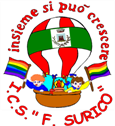 insieme si può crescere
I.C.S. "F. SURICO"